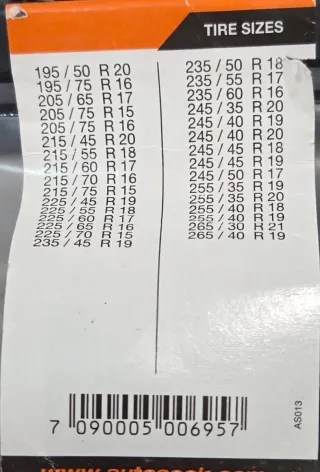 TIRE SIZES
195 / 50 R 20
195 / 75 R 16
205 / 65 R 17
205 / 75 R 15
205 / 75 R 16
215 / 45 R 20
215 / 55 R 18
215 / 60 R 17
215 / 70 R 16
215 / 75 R 15
225 / 45 R 19
225 / 55 R 18
225 / 60 R 17
225 / 65 R 16
225 / 70 R 15
235 / 45 R 19
235 / 50 R 18
235 / 55 R 17
235 / 60 R 16
245 / 35 R 20
245 / 40 R 19
245 / 40 R 20
245 / 45 R 18
245 / 45 R 19
245 / 50 R 17
255 / 35 R 19
255 / 35 R 20
255 / 40 R 18
255 / 40 R 19
265 / 30 R 21
265 / 40 R 19
AS013
7 090005 006957